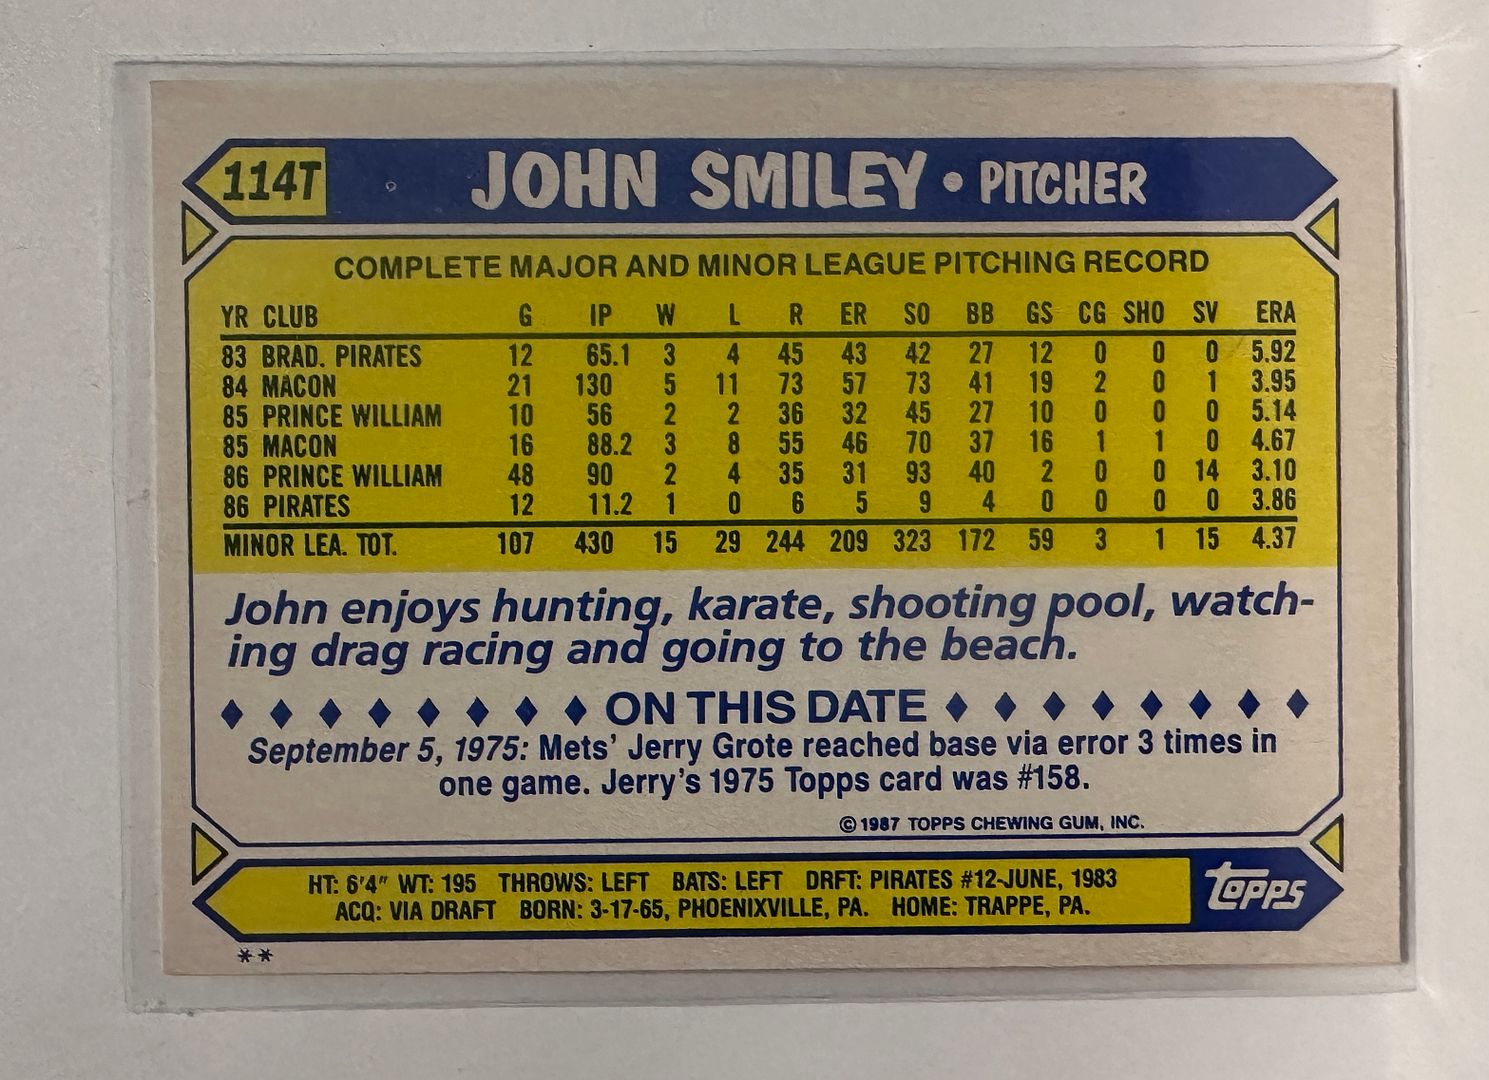 114T JOHN SMILEY • PITCHER
COMPLETE MAJOR AND MINOR LEAGUE PITCHING RECORD
YR CLUB G IP W L R ER SO BB GS CG SHO SV ERA
83 BRAD. PIRATES 12 65.1 3 4 45 43 42 27 12 0 0 0 5.92
84 MACON 21 130 5 11 73 57 73 41 19 2 0 1 3.95
85 PRINCE WILLIAM 10 56 2 2 36 32 45 27 10 0 0 0 5.14
85 MACON 16 88.2 3 8 55 46 70 37 16 1 1 0 4.67
86 PRINCE WILLIAM 48 90 2 4 35 31 93 40 2 0 0 14 3.10
86 PIRATES 12 11.2 1 0 6 5 9 4 0 0 0 0 3.86
MINOR LEA. TOT. 107 430 15 29 244 209 323 172 59 3 1 15 4.37
John enjoys hunting, karate, shooting pool, watch-
ing drag racing and going to the beach.
♦ ♦ ♦ ♦ ♦ ♦ ♦ ♦ ON THIS DATE ♦ ♦ ♦ ♦ ♦ ♦ ♦ ♦
September 5, 1975: Mets' Jerry Grote reached base via error 3 times in
one game. Jerry's 1975 Topps card was #158.
© 1987 TOPPS CHEWING GUM, INC.
HT: 6'4" WT: 195 THROWS: LEFT BATS: LEFT DRFT: PIRATES #12-JUNE, 1983
ACQ: VIA DRAFT BORN: 3-17-65, PHOENIXVILLE, PA. HOME: TRAPPE, PA.
topps
**